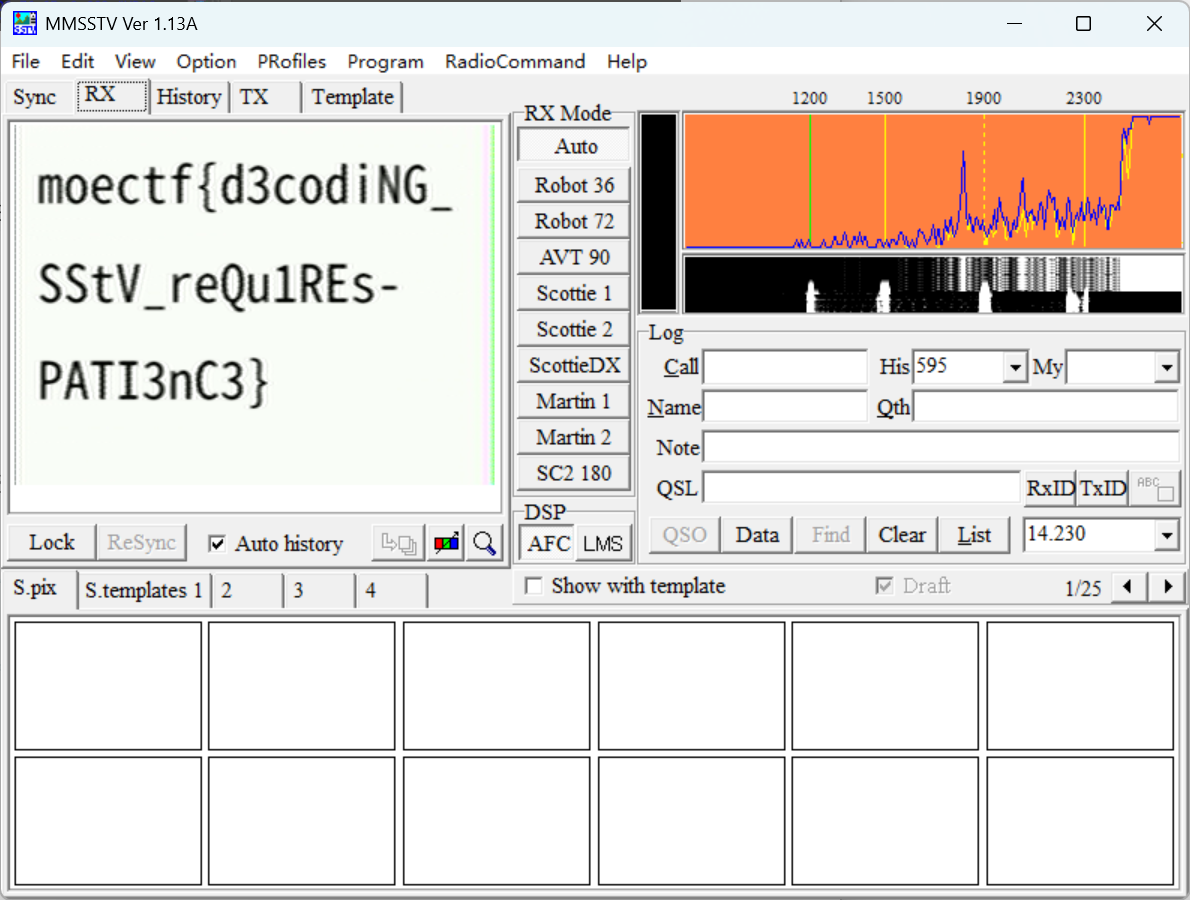 MMSSTV Ver 1.13A
File Edit View Option PRofiles Program RadioCommand Help
Sync RX History TX Template
moectf{d3codiNG_
SStV_reQu1REs-
PATI3nC3}
RX Mode
Auto
Robot 36
Robot 72
AVT 90
Scottie 1
Scottie 2
ScottieDX
Martin 1
Martin 2
SC2 180
DSP
AFC LMS
1200 1500 1900 2300
Log
Call His 595 My
Name Qth
Note
QSL RxID TxID ABC
QSO Data Find Clear List 14.230
Lock ReSync Auto history
S.pix S.templates 1 2 3 4
Show with template Draft 1/25